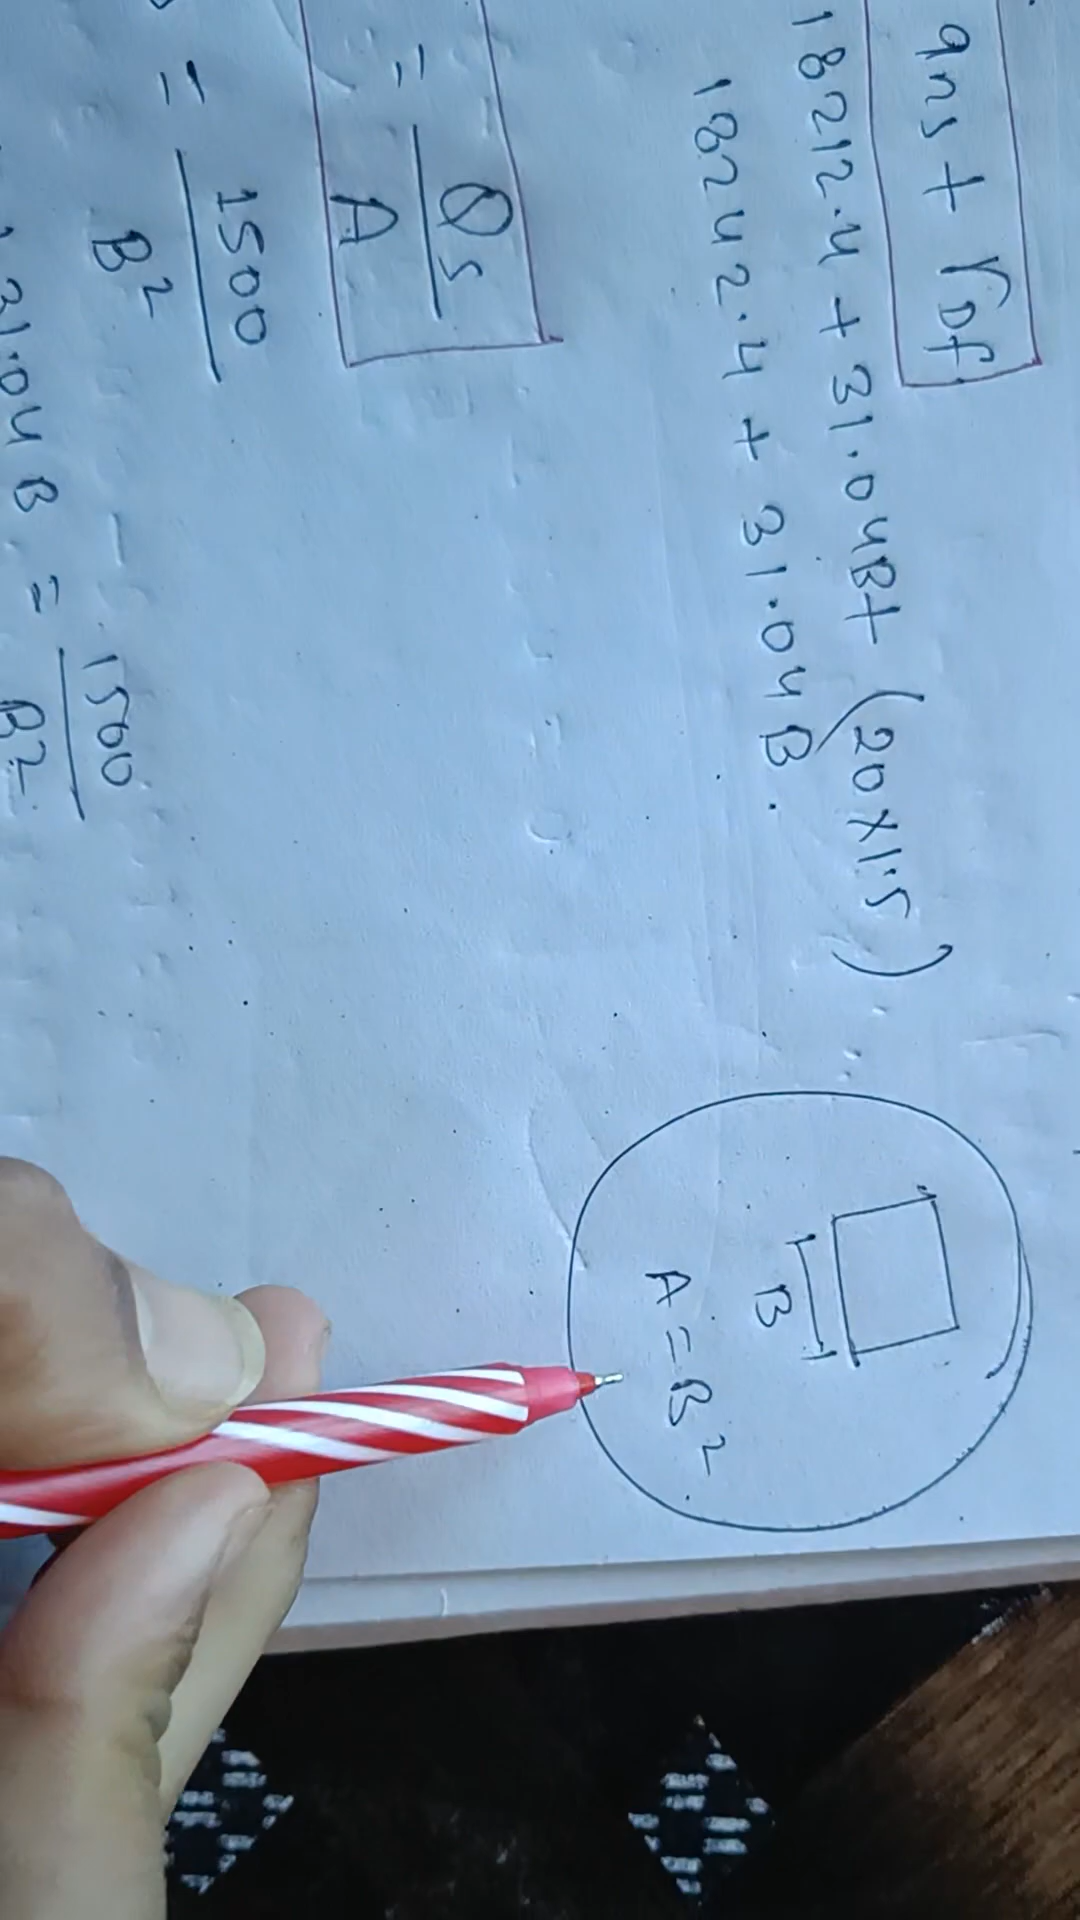 qns + γDf
18212.4 + 31.04B + (20×1.5)
18242.4 + 31.04B.
= Qs
A
= 1500
B²
31.04B = 1500
B²
B
A = B²